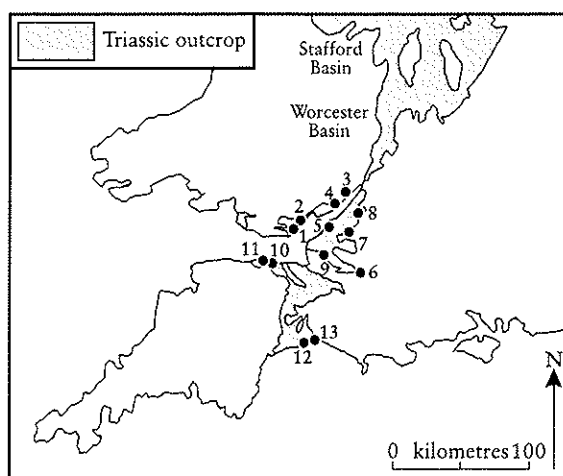 Triassic outcrop
Stafford
Basin
Worcester
Basin
3
4
2
8
5
1
7
11
10
9
6
13
12
N
0 kilometres 100